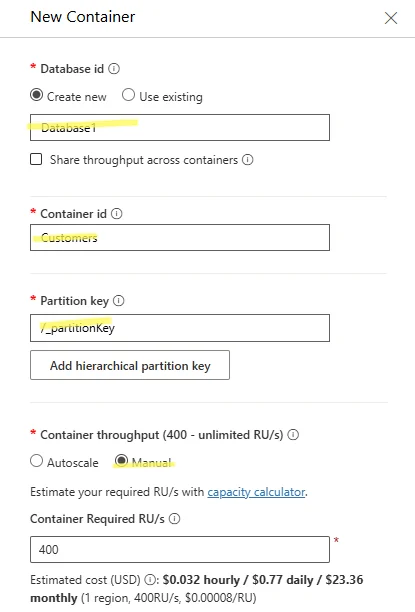 New Container
* Database id
Create new Use existing
Database1
Share throughput across containers
* Container id
Customers
* Partition key
/_partitionKey
Add hierarchical partition key
* Container throughput (400 - unlimited RU/s)
Autoscale Manual
Estimate your required RU/s with capacity calculator.
Container Required RU/s
400 *
Estimated cost (USD) : $0.032 hourly / $0.77 daily / $23.36
monthly (1 region, 400RU/s, $0.00008/RU)